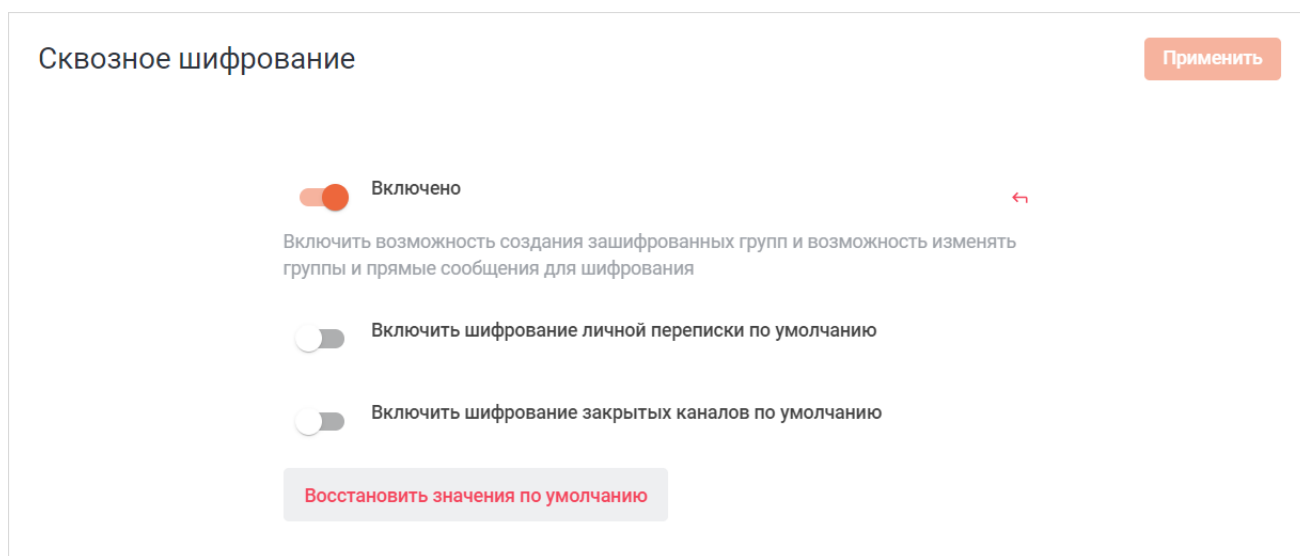 Сквозное шифрование
Применить
Включено
Включить возможность создания зашифрованных групп и возможность изменять
группы и прямые сообщения для шифрования
Включить шифрование личной переписки по умолчанию
Включить шифрование закрытых каналов по умолчанию
Восстановить значения по умолчанию